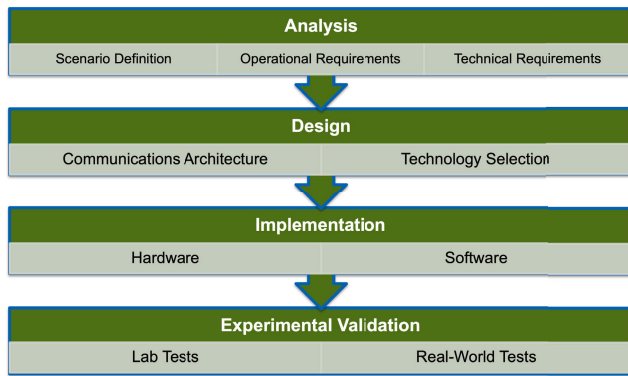 Analysis
Scenario Definition Operational Requirements Technical Requirements
Design
Communications Architecture Technology Selection
Implementation
Hardware Software
Experimental Validation
Lab Tests Real-World Tests